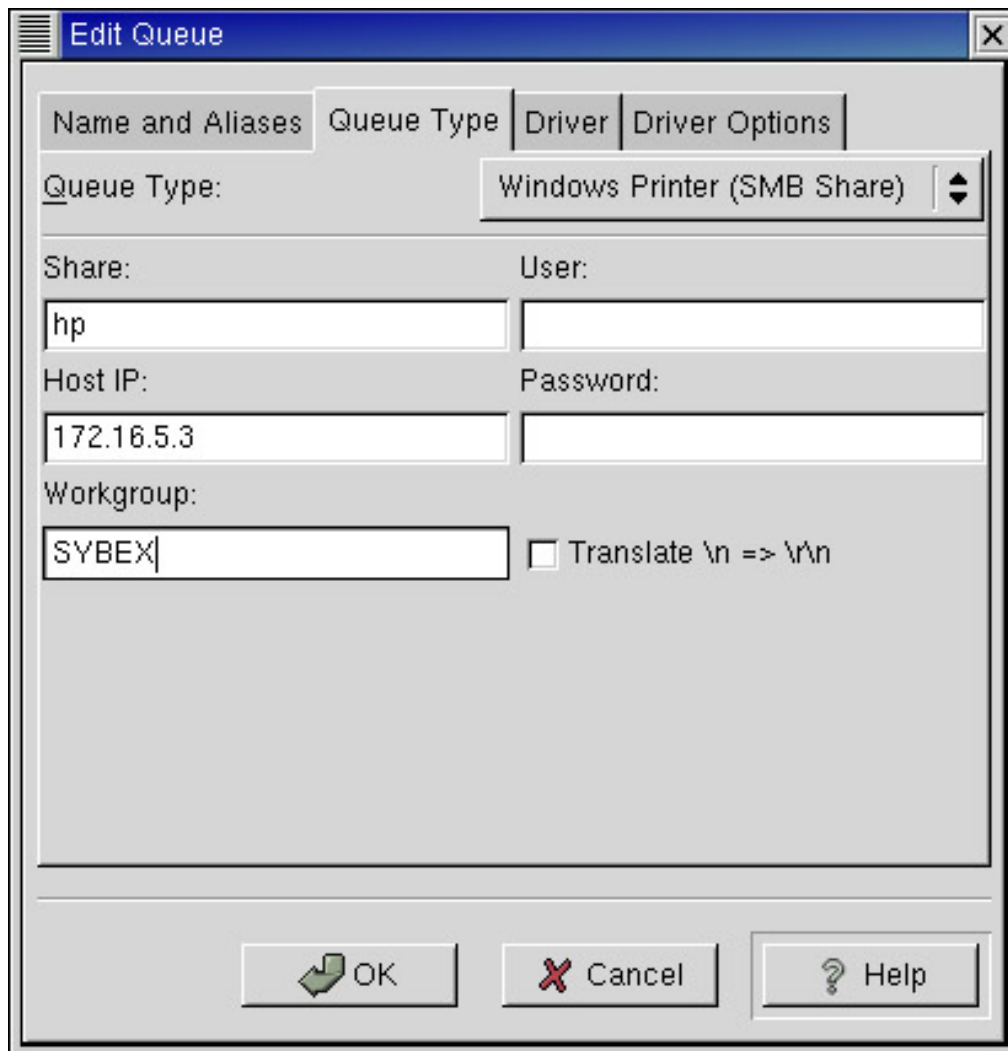 Edit Queue
Name and Aliases Queue Type Driver Driver Options
Queue Type: Windows Printer (SMB Share)
Share: User:
hp
Host IP: Password:
172.16.5.3
Workgroup:
SYBEX Translate \n => \r\n
OK Cancel Help